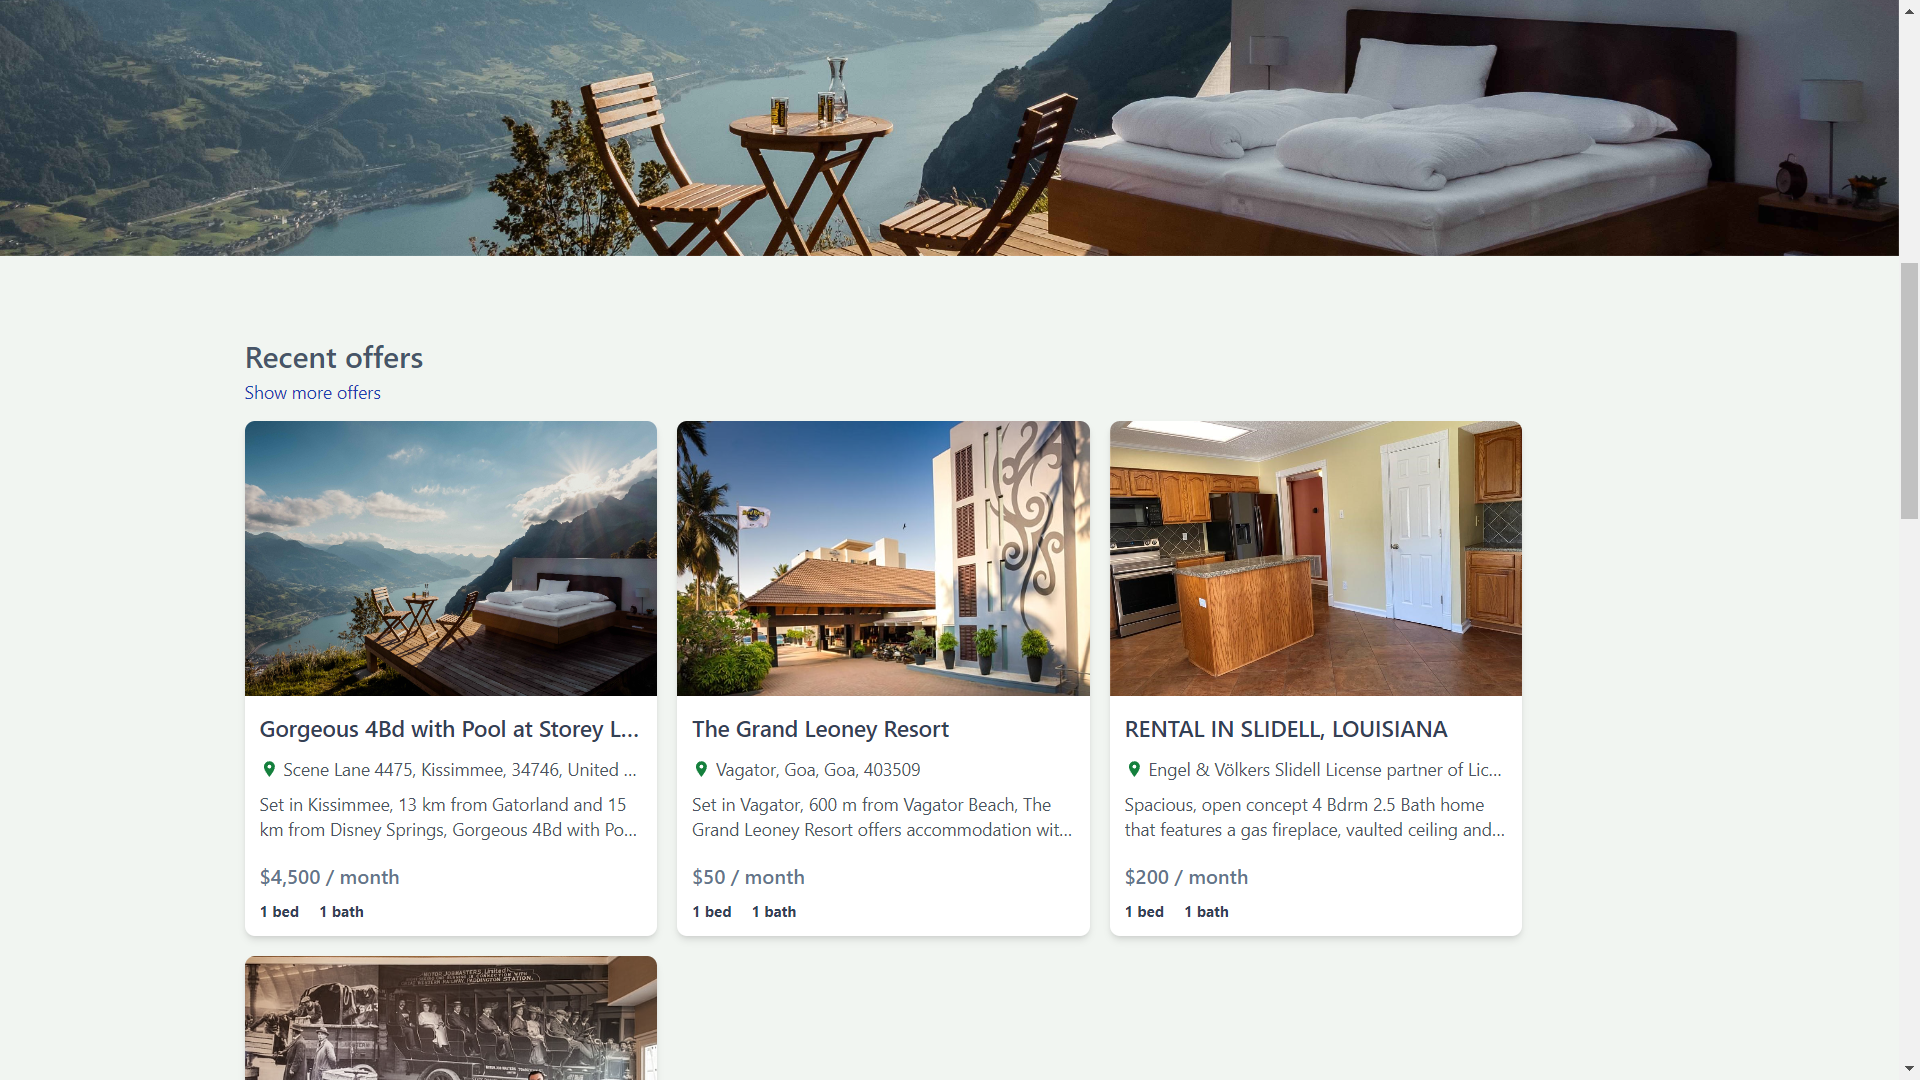 Recent offers
Show more offers
Gorgeous 4Bd with Pool at Storey L...
Scene Lane 4475, Kissimmee, 34746, United ...
Set in Kissimmee, 13 km from Gatorland and 15
km from Disney Springs, Gorgeous 4Bd with Po...
$4,500 / month
1 bed 1 bath
The Grand Leoney Resort
Vagator, Goa, Goa, 403509
Set in Vagator, 600 m from Vagator Beach, The
Grand Leoney Resort offers accommodation wit...
$50 / month
1 bed 1 bath
RENTAL IN SLIDELL, LOUISIANA
Engel & Völkers Slidell License partner of Lic...
Spacious, open concept 4 Bdrm 2.5 Bath home
that features a gas fireplace, vaulted ceiling and...
$200 / month
1 bed 1 bath
MOTOR JOBMASTERS, Limited
PADDINGTON STATION.